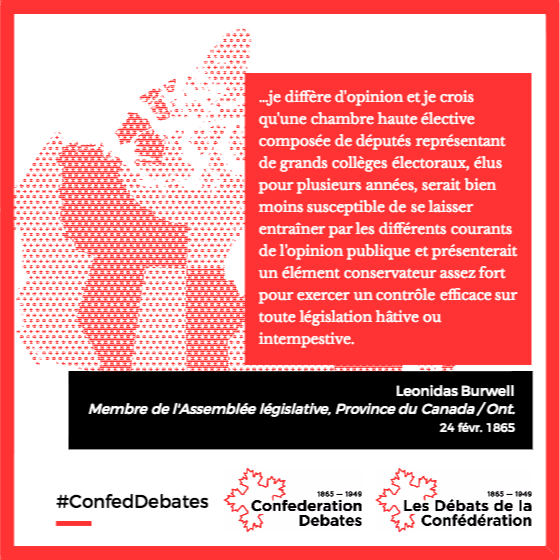 ...je diffère d'opinion et je crois
qu'une chambre haute élective
composée de députés représentant
de grands collèges électoraux, élus
pour plusieurs années, serait bien
moins susceptible de se laisser
entraîner par les différents courants
de l'opinion publique et présenterait
un élément conservateur assez fort
pour exercer un contrôle efficace sur
toute législation hâtive ou
intempestive.
Leonidas Burwell
Membre de l'Assemblée législative, Province du Canada / Ont.
24 févr. 1865
#ConfedDebates
1865 — 1949
Confederation
Debates
1865 — 1949
Les Débats de la
Confédération